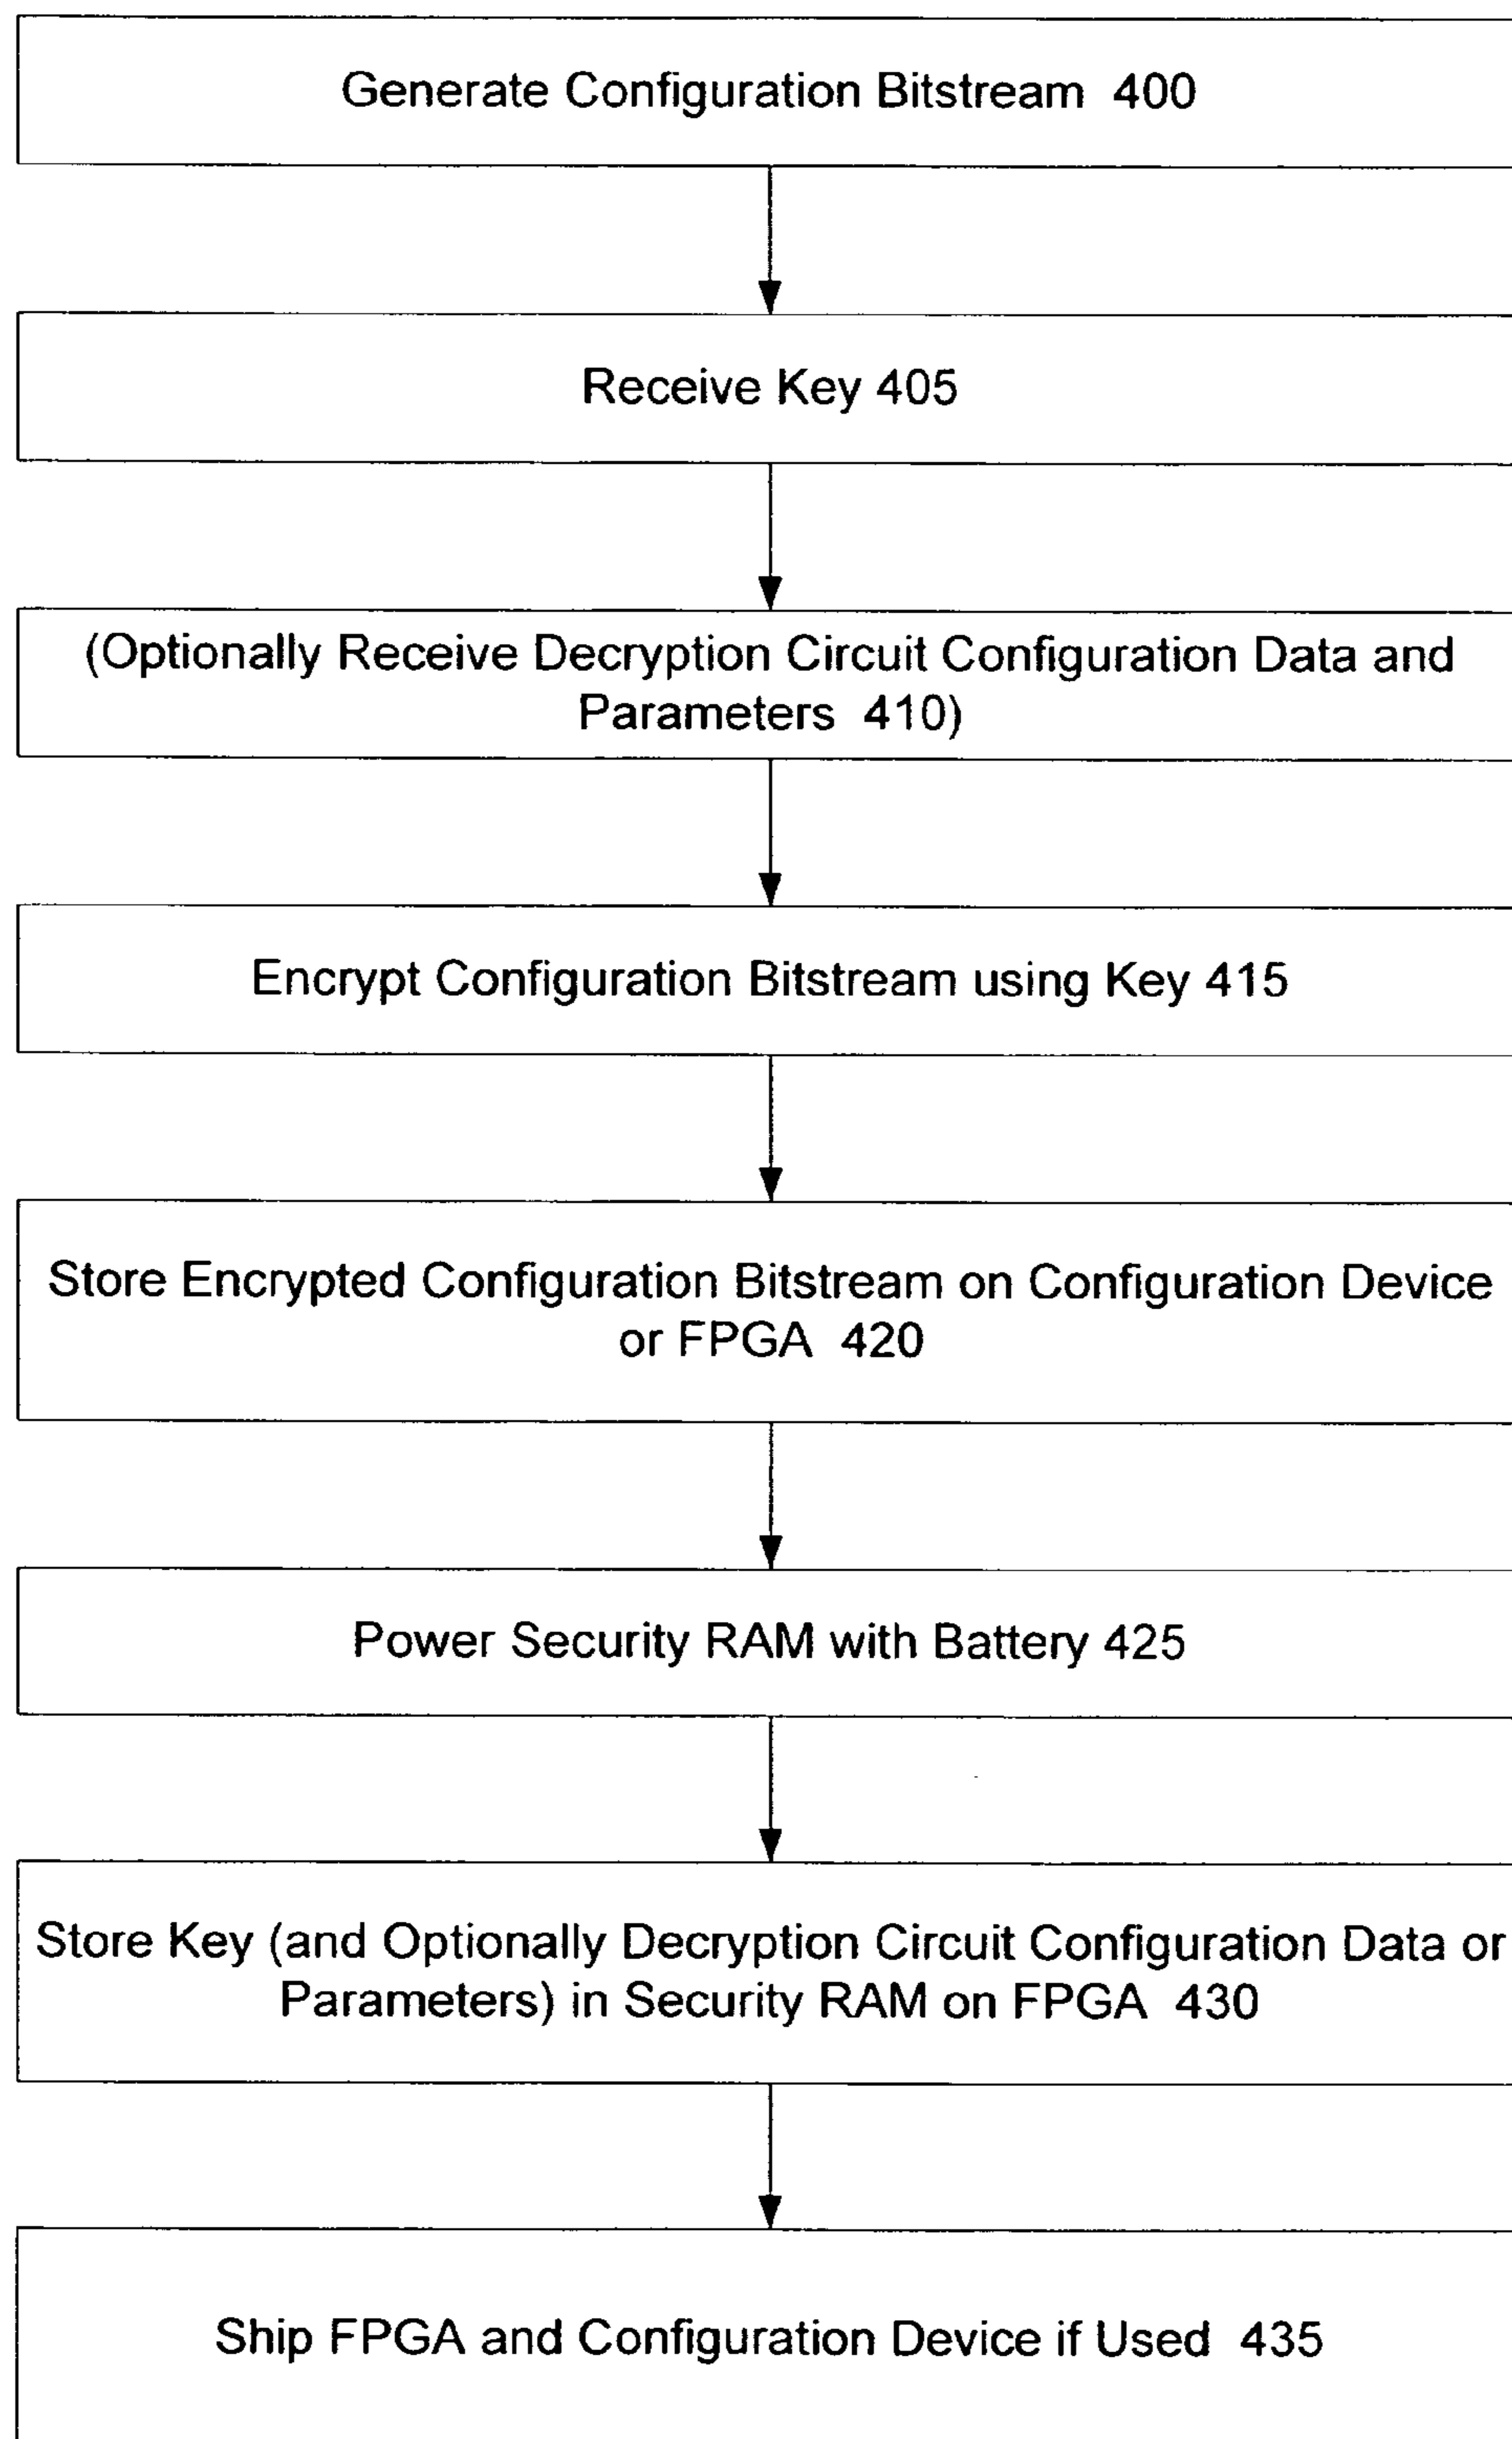 Generate Configuration Bitstream 400
Receive Key 405
(Optionally Receive Decryption Circuit Configuration Data and
Parameters 410)
Encrypt Configuration Bitstream using Key 415
Store Encrypted Configuration Bitstream on Configuration Device
or FPGA 420
Power Security RAM with Battery 425
Store Key (and Optionally Decryption Circuit Configuration Data or
Parameters) in Security RAM on FPGA 430
Ship FPGA and Configuration Device if Used 435